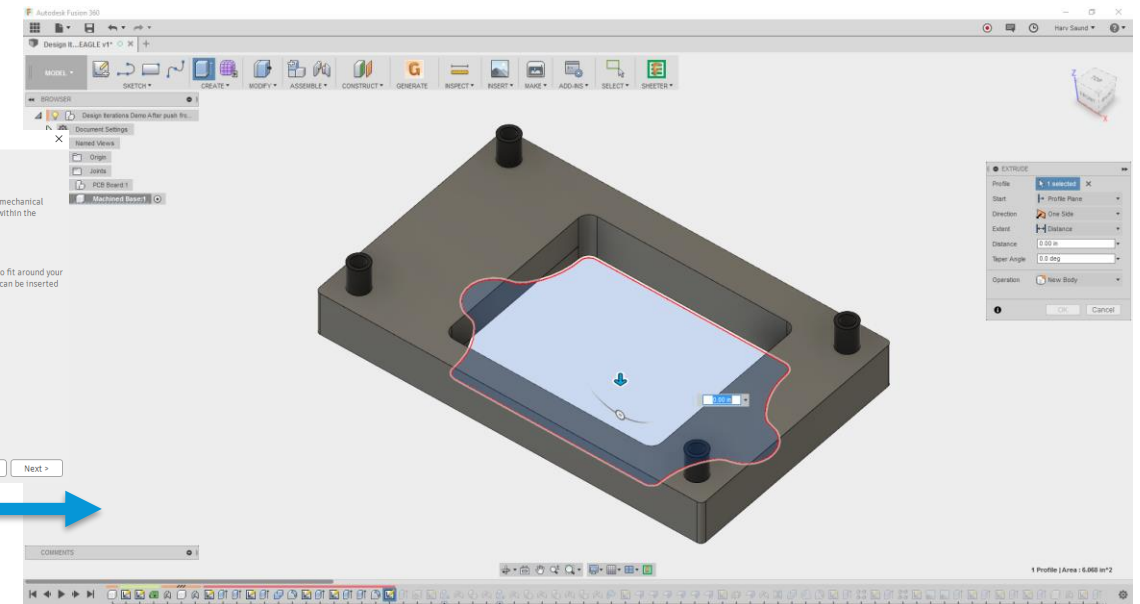 Autodesk Fusion 360
Harv Saund
Design It...EAGLE v1*
MODEL
SKETCH
CREATE
MODIFY
ASSEMBLE
CONSTRUCT
GENERATE
INSPECT
INSERT
MAKE
ADD-INS
SELECT
SHEETER
BROWSER
Design Iterations Demo After push fro...
Document Settings
Named Views
Origin
Joints
PCB Board:1
Machined Base:1
mechanical
within the
o fit around your
can be inserted
Next >
Z
TOP
X
EXTRUDE
Profile 1 selected
Start Profile Plane
Direction One Side
Extent Distance
Distance 0.00 in
Taper Angle 0.0 deg
Operation New Body
OK Cancel
0.00 in
COMMENTS
1 Profile | Area : 6.068 in^2